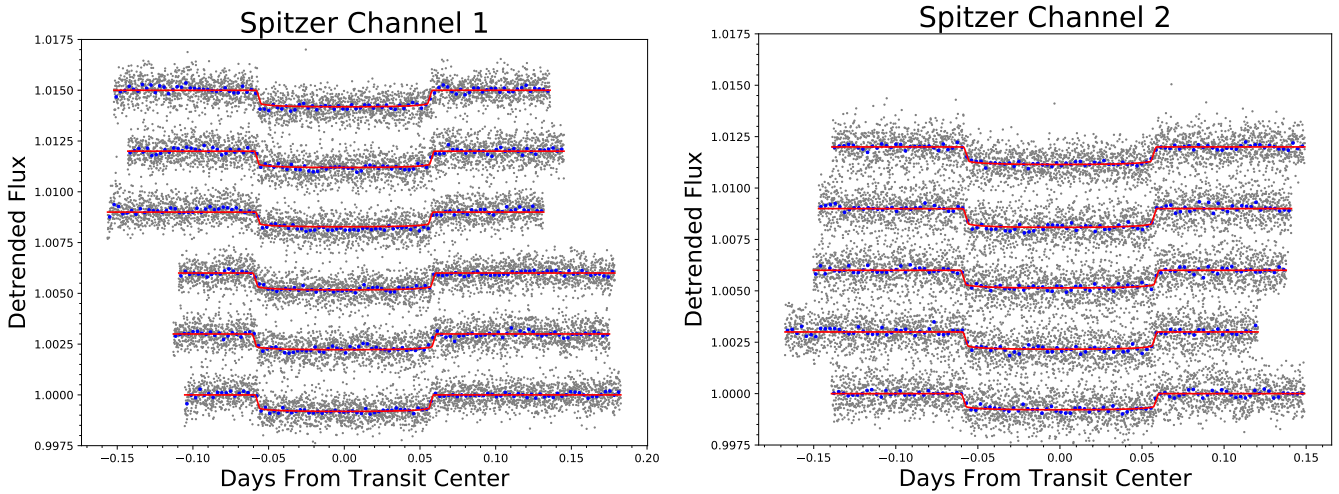 Spitzer Channel 1
Detrended Flux
1.0175
1.0150
1.0125
1.0100
1.0075
1.0050
1.0025
1.0000
0.9975
−0.15 −0.10 −0.05 0.00 0.05 0.10 0.15 0.20
Days From Transit Center
Spitzer Channel 2
Detrended Flux
1.0175
1.0150
1.0125
1.0100
1.0075
1.0050
1.0025
1.0000
0.9975
−0.15 −0.10 −0.05 0.00 0.05 0.10 0.15
Days From Transit Center